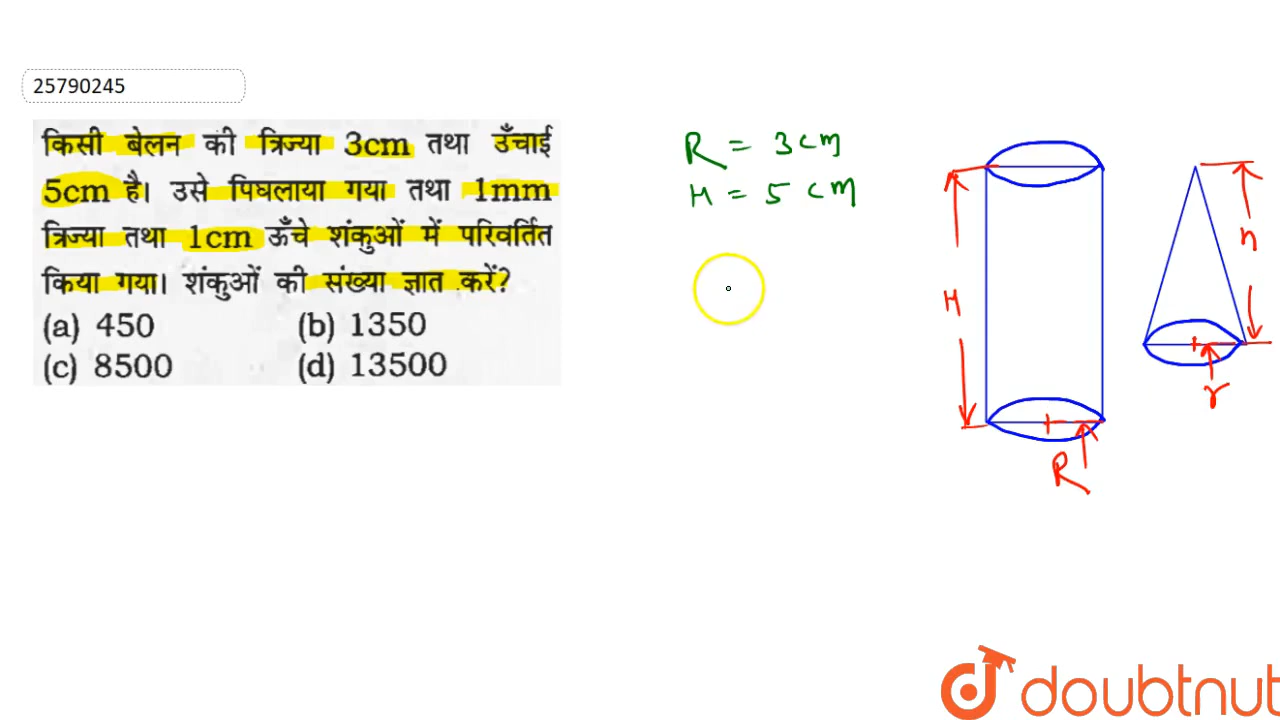 25790245
किसी बेलन की त्रिज्या 3cm तथा उँचाई
5cm है। उसे पिघलाया गया तथा 1mm
त्रिज्या तथा 1cm ऊँचे शंकुओं में परिवर्तित
किया गया। शंकुओं की संख्या ज्ञात करें?
(a) 450 (b) 1350
(c) 8500 (d) 13500
R = 3 cm
H = 5 cm
H
R
h
r
doubtnut